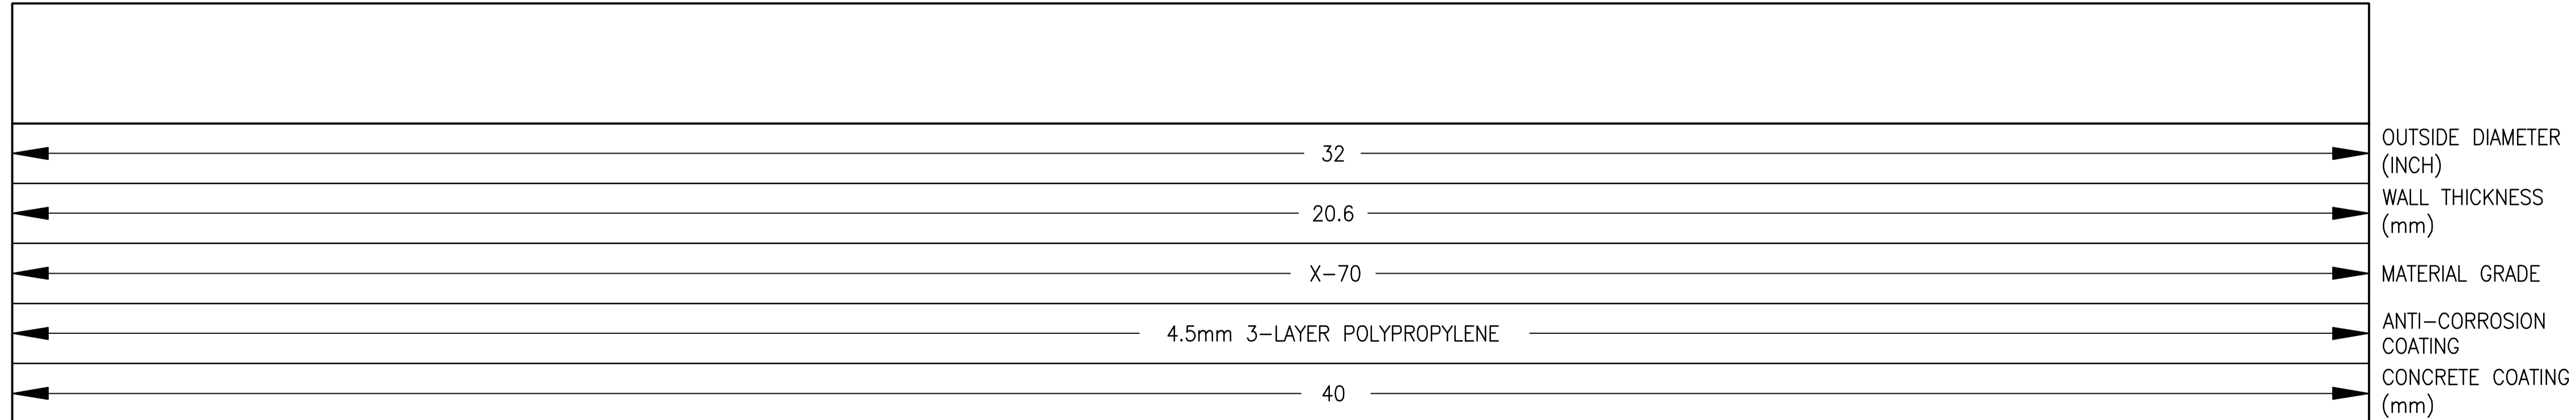 32
OUTSIDE DIAMETER
(INCH)
20.6
WALL THICKNESS
(mm)
X-70
MATERIAL GRADE
4.5mm 3-LAYER POLYPROPYLENE
ANTI-CORROSION
COATING
40
CONCRETE COATING
(mm)